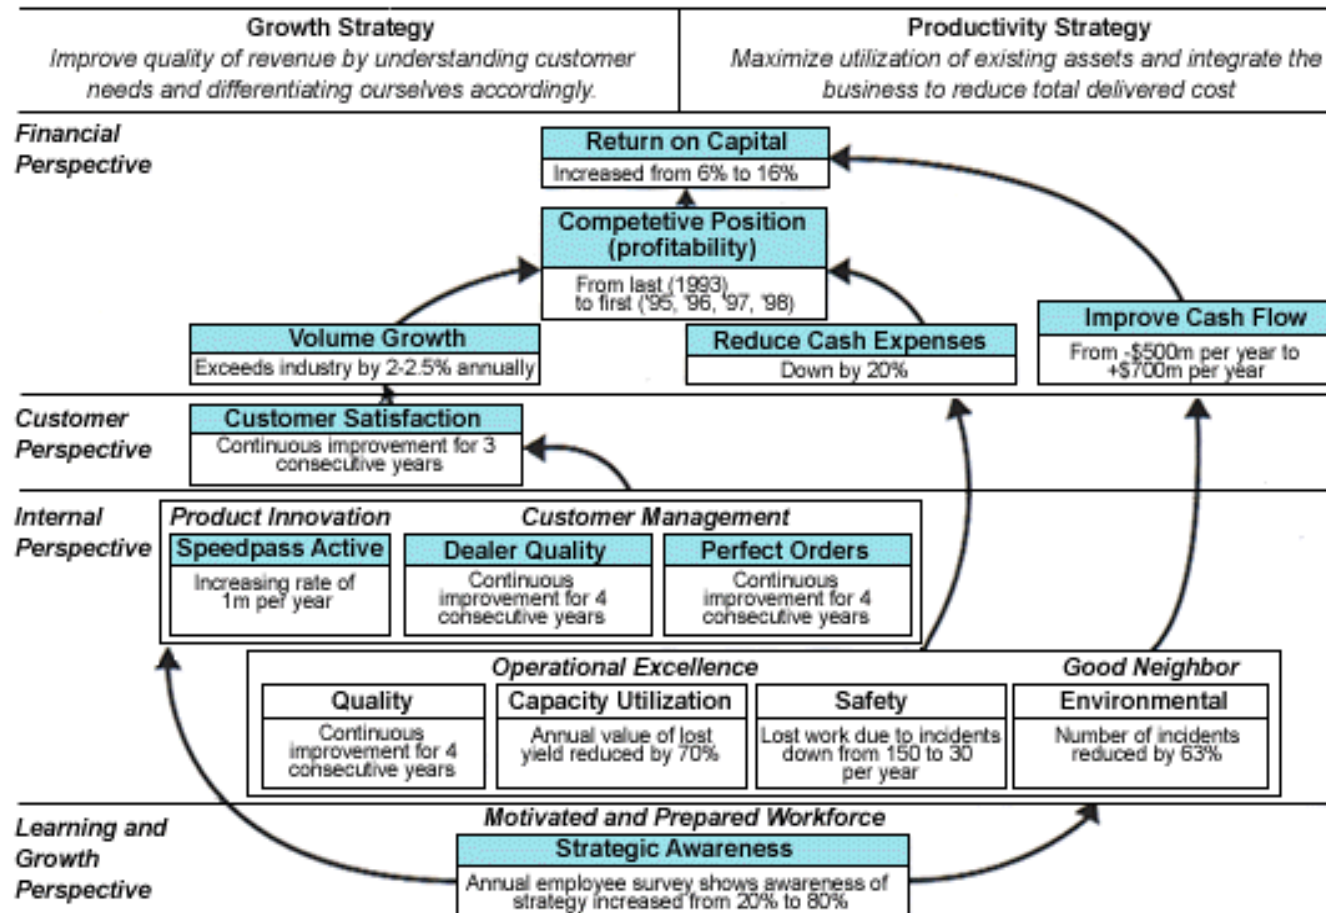 Growth Strategy
Improve quality of revenue by understanding customer
needs and differentiating ourselves accordingly.
Productivity Strategy
Maximize utilization of existing assets and integrate the
business to reduce total delivered cost
Financial
Perspective
Return on Capital
Increased from 6% to 16%
Competetive Position
(profitability)
From last (1993)
to first ('95, '96, '97, '98)
Volume Growth
Exceeds industry by 2-2.5% annually
Reduce Cash Expenses
Down by 20%
Improve Cash Flow
From -$500m per year to
+$700m per year
Customer
Perspective
Customer Satisfaction
Continuous improvement for 3
consecutive years
Internal
Perspective
Product Innovation
Customer Management
Speedpass Active
Increasing rate of
1m per year
Dealer Quality
Continuous
improvement for 4
consecutive years
Perfect Orders
Continuous
improvement for 4
consecutive years
Operational Excellence
Good Neighbor
Quality
Continuous
improvement for 4
consecutive years
Capacity Utilization
Annual value of lost
yield reduced by 70%
Safety
Lost work due to incidents
down from 150 to 30
per year
Environmental
Number of incidents
reduced by 63%
Learning and
Growth
Perspective
Motivated and Prepared Workforce
Strategic Awareness
Annual employee survey shows awareness of
strategy increased from 20% to 80%